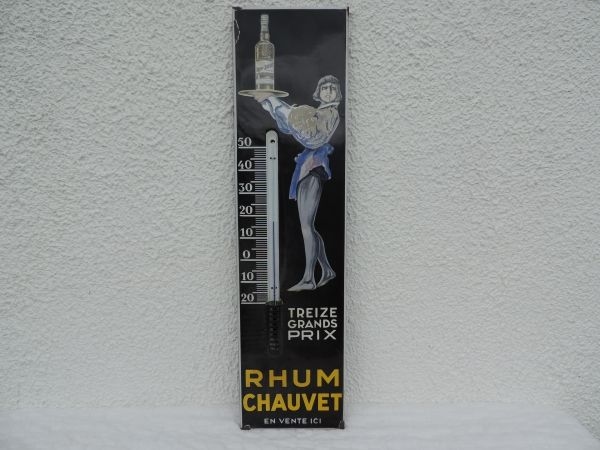 50
40
30
20
10
0
10
20
TREIZE
GRANDS
PRIX
RHUM
CHAUVET
EN VENTE ICI